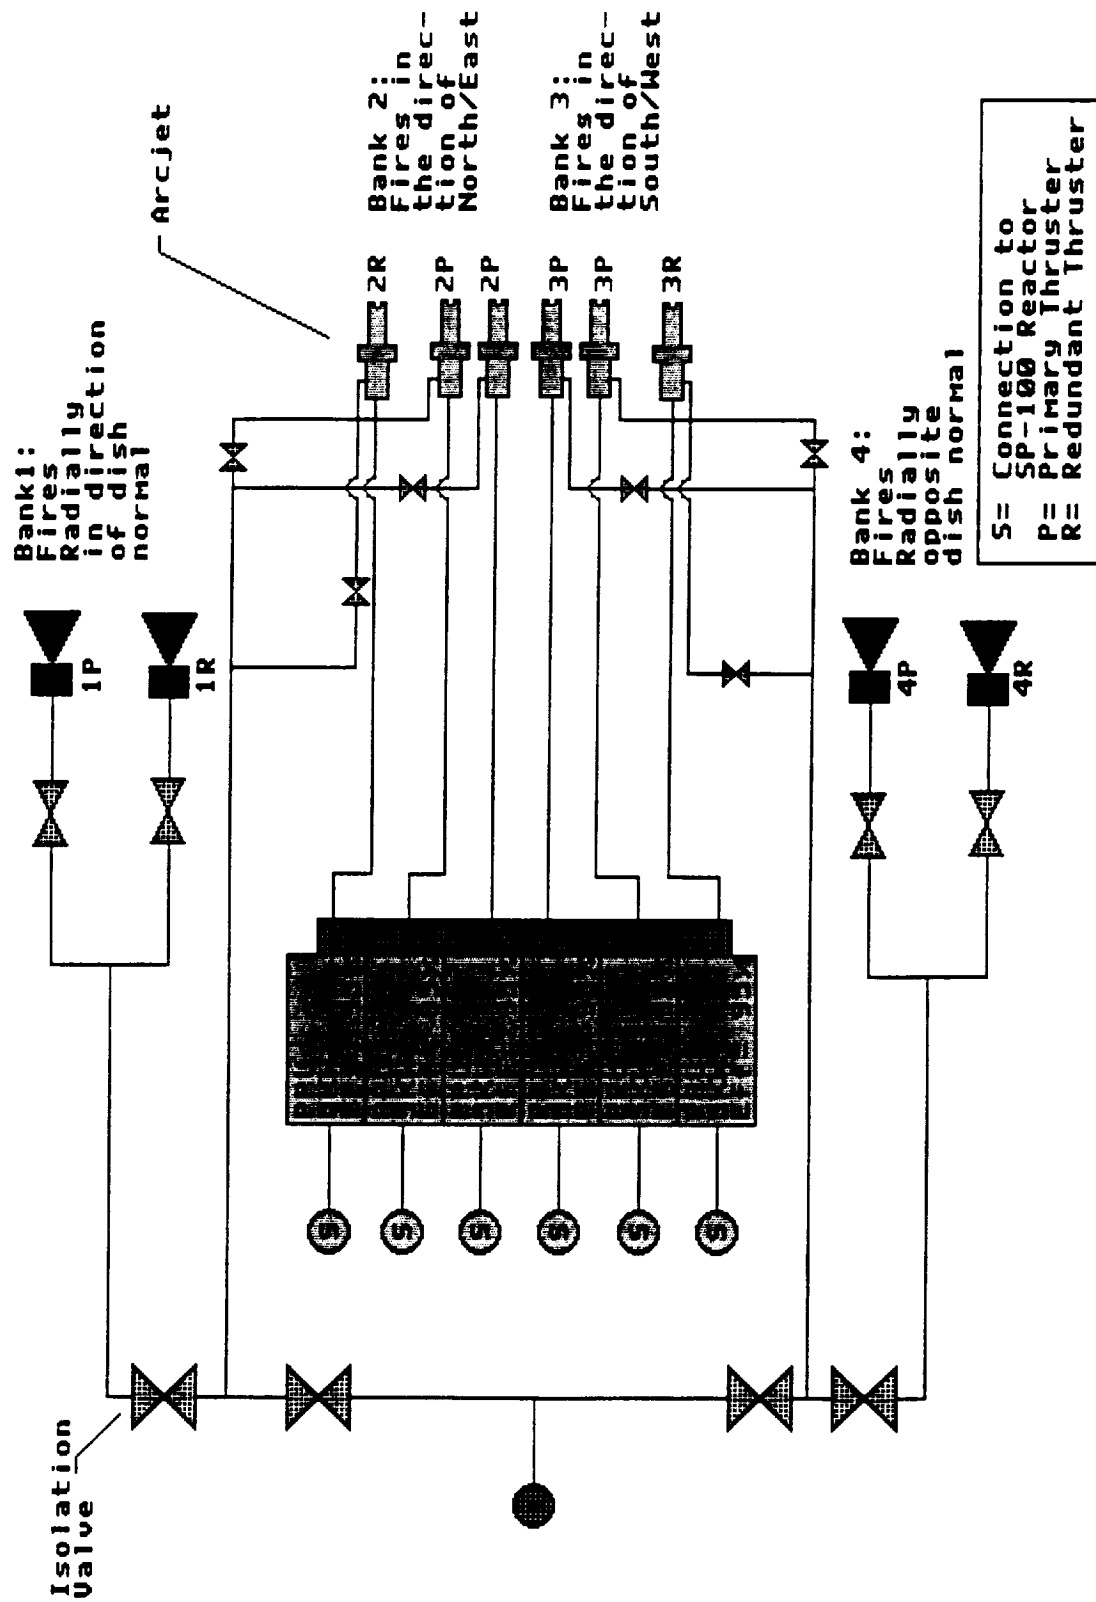 Isolation
Valve
Bank1:
Fires
Radially
in direction
of dish
normal
1P
1R
Arcjet
Bank 2:
Fires in
the direc-
tion of
North/East
2R
2P
2P
3P
3P
3R
Bank 3:
Fires in
the direc-
tion of
South/West
S
S
S
S
S
S
Bank 4:
Fires
Radially
opposite
dish normal
4P
4R
S= Connection to
SP-100 Reactor
P= Primary Thruster
R= Redundant Thruster